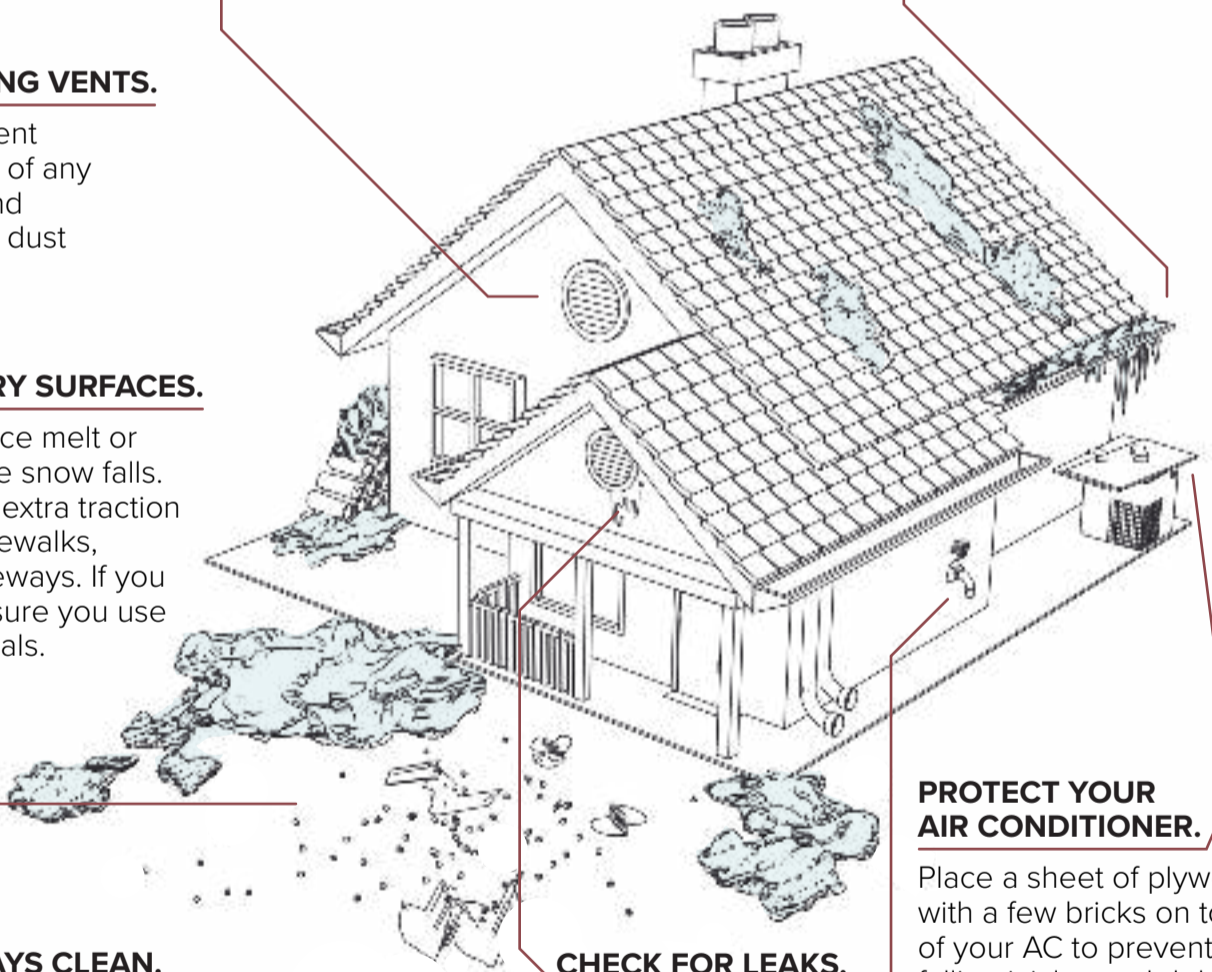 NG VENTS.
ent
of any
nd
dust
RY SURFACES.
ce melt or
e snow falls.
extra traction
ewalks,
eways. If you
sure you use
als.
AYS CLEAN.
CHECK FOR LEAKS.
PROTECT YOUR
AIR CONDITIONER.
Place a sheet of plyw
with a few bricks on to
of your AC to prevent